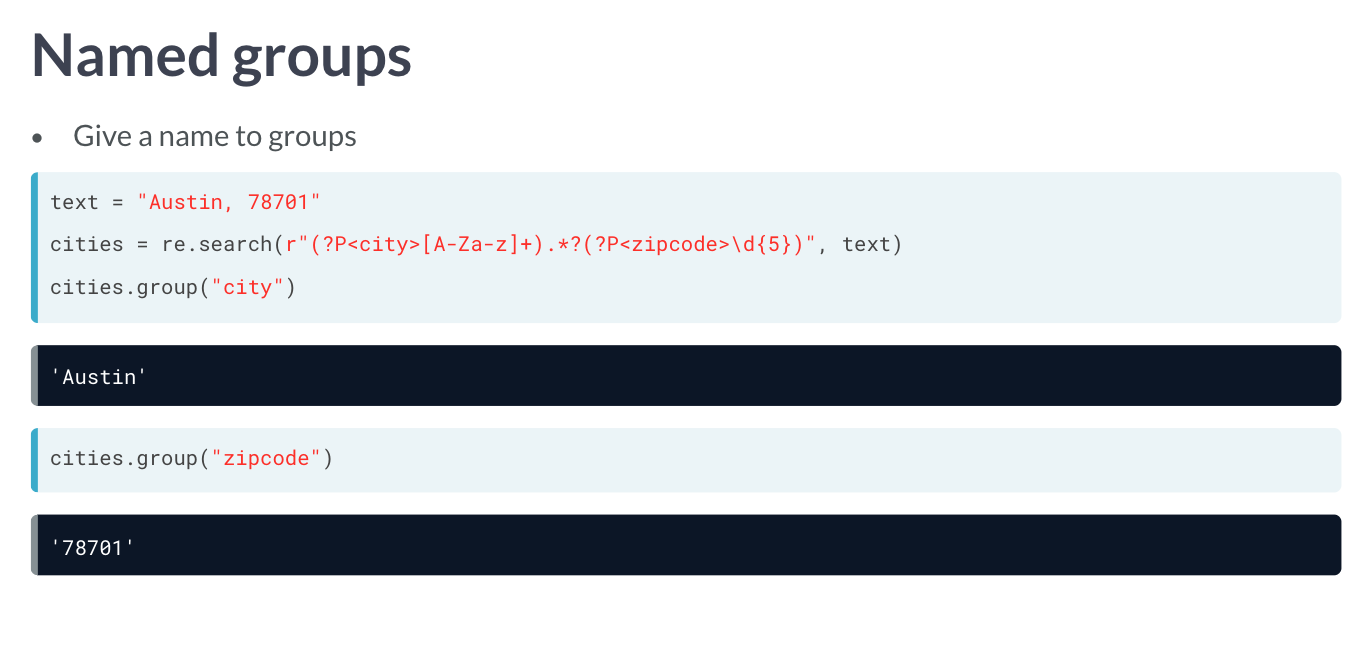 Named groups
• Give a name to groups
text = "Austin, 78701"
cities = re.search(r"(?P<city>[A-Za-z]+).*?(?P<zipcode>\d{5})", text)
cities.group("city")
'Austin'
cities.group("zipcode")
'78701'